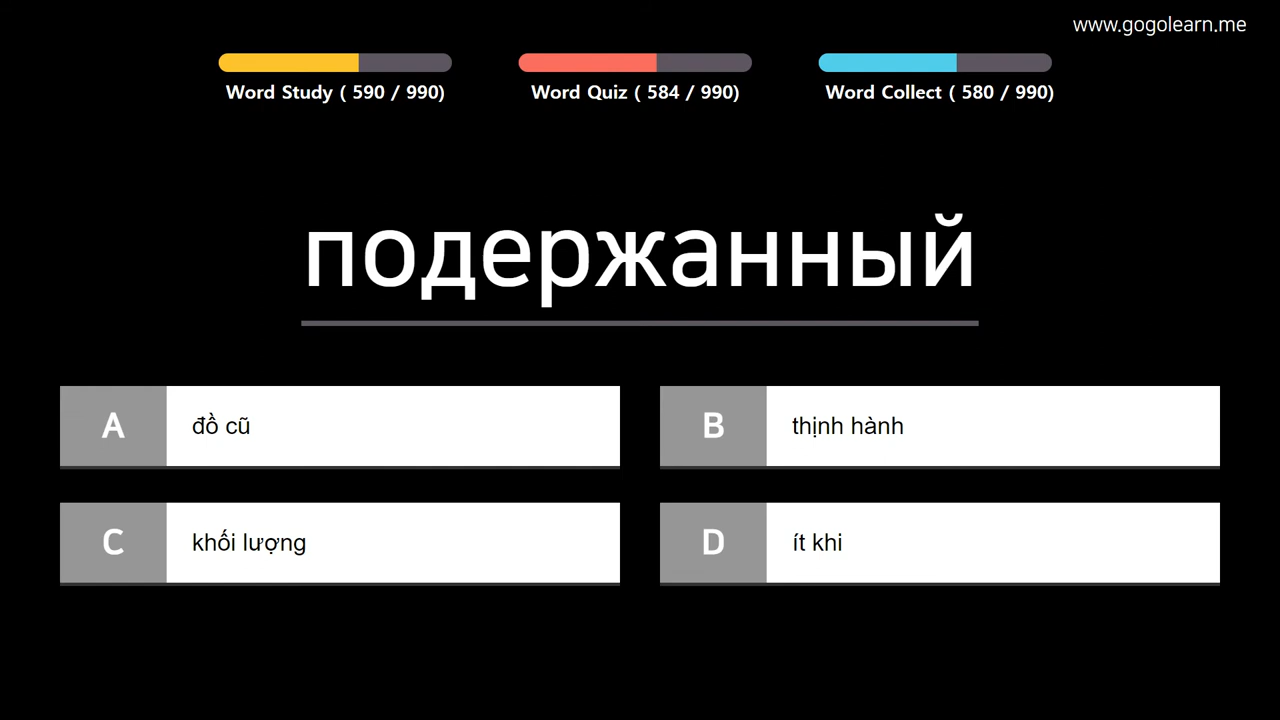 www.gogolearn.me
Word Study ( 590 / 990)
Word Quiz ( 584 / 990)
Word Collect ( 580 / 990)
подержанный
A
đồ cũ
B
thịnh hành
C
khối lượng
D
ít khi